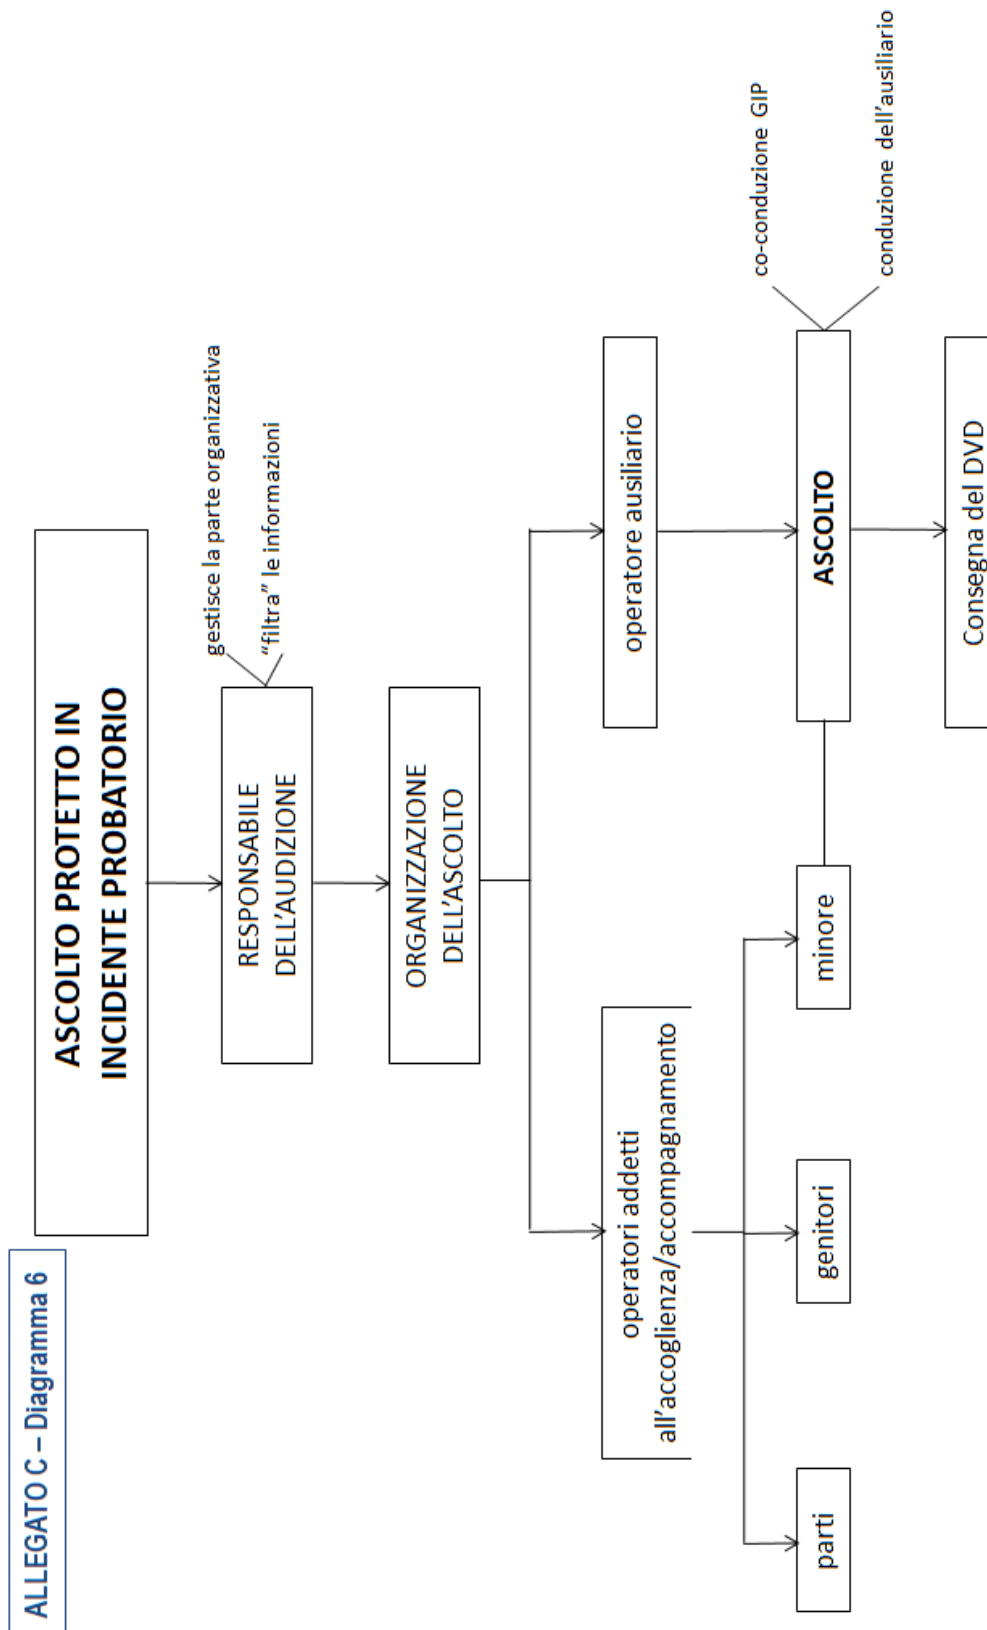 ALLEGATO C – Diagramma 6
ASCOLTO PROTETTO IN
INCIDENTE PROBATORIO
gestisce la parte organizzativa
“filtra” le informazioni
RESPONSABILE
DELL’AUDIZIONE
ORGANIZZAZIONE
DELL’ASCOLTO
operatori addetti
all’accoglienza/accompagnamento
operatore ausiliario
parti
genitori
minore
ASCOLTO
co-conduzione GIP
conduzione dell’ausiliario
Consegna del DVD